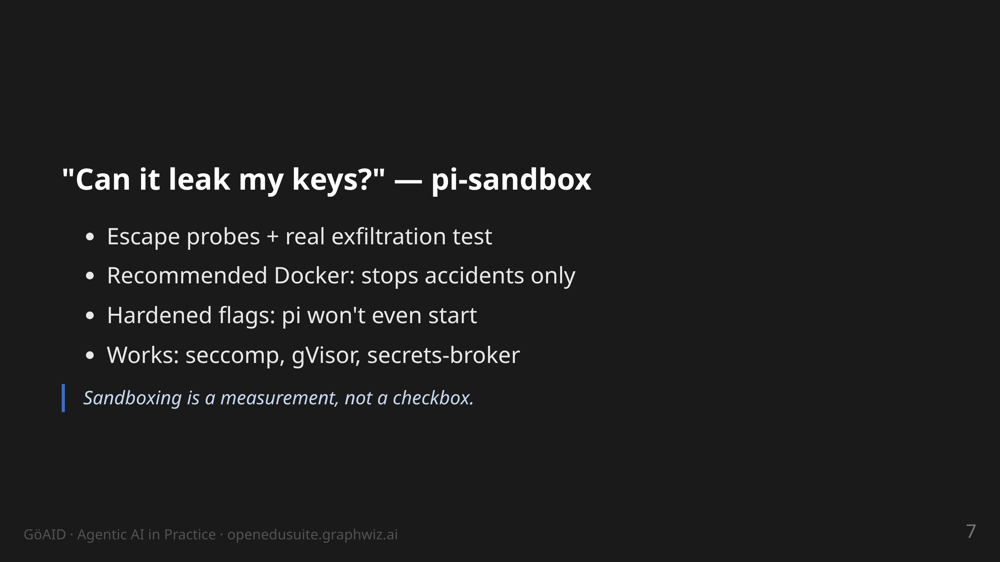 "Can it leak my keys?" — pi-sandbox
• Escape probes + real exfiltration test
• Recommended Docker: stops accidents only
• Hardened flags: pi won't even start
• Works: seccomp, gVisor, secrets-broker
Sandboxing is a measurement, not a checkbox.
GöAID · Agentic AI in Practice · openedusuite.graphwiz.ai
7